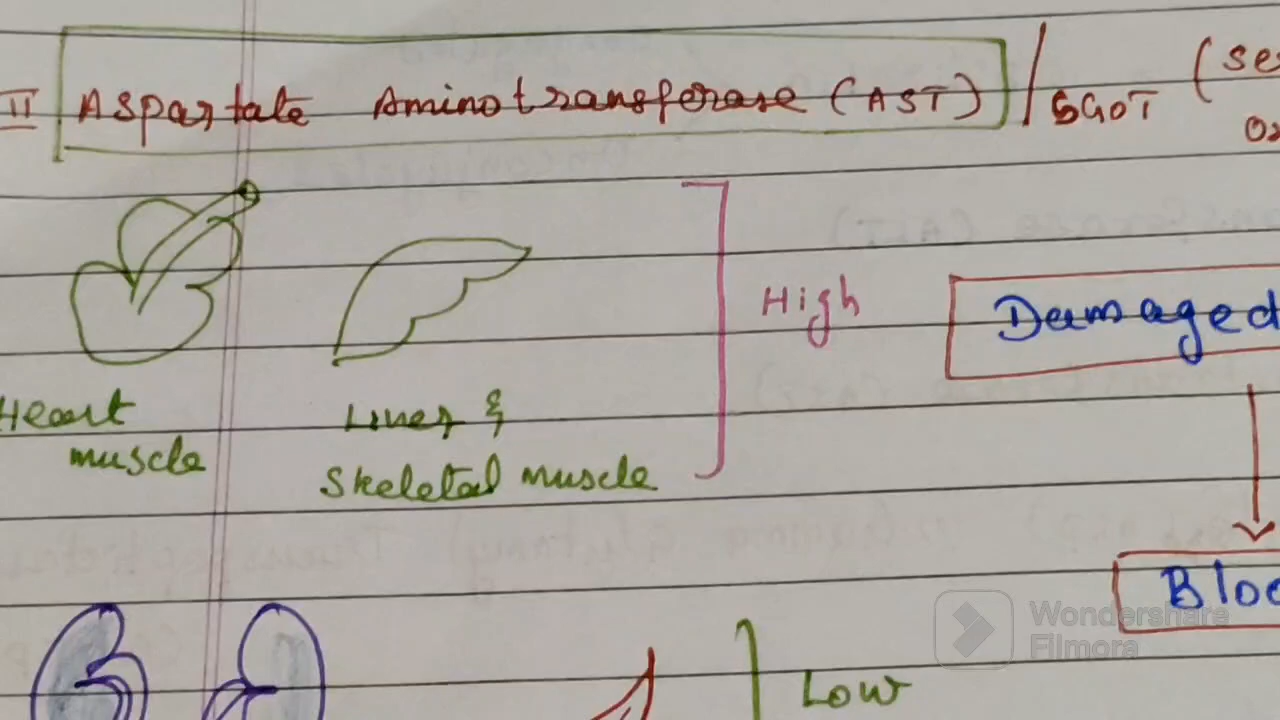 II Aspartate Aminotransferase (AST) / SGOT (se
High
Damaged
Heart
muscle
Liver &
Skeletal muscle
Bloo
Wondershare
Filmora
Low